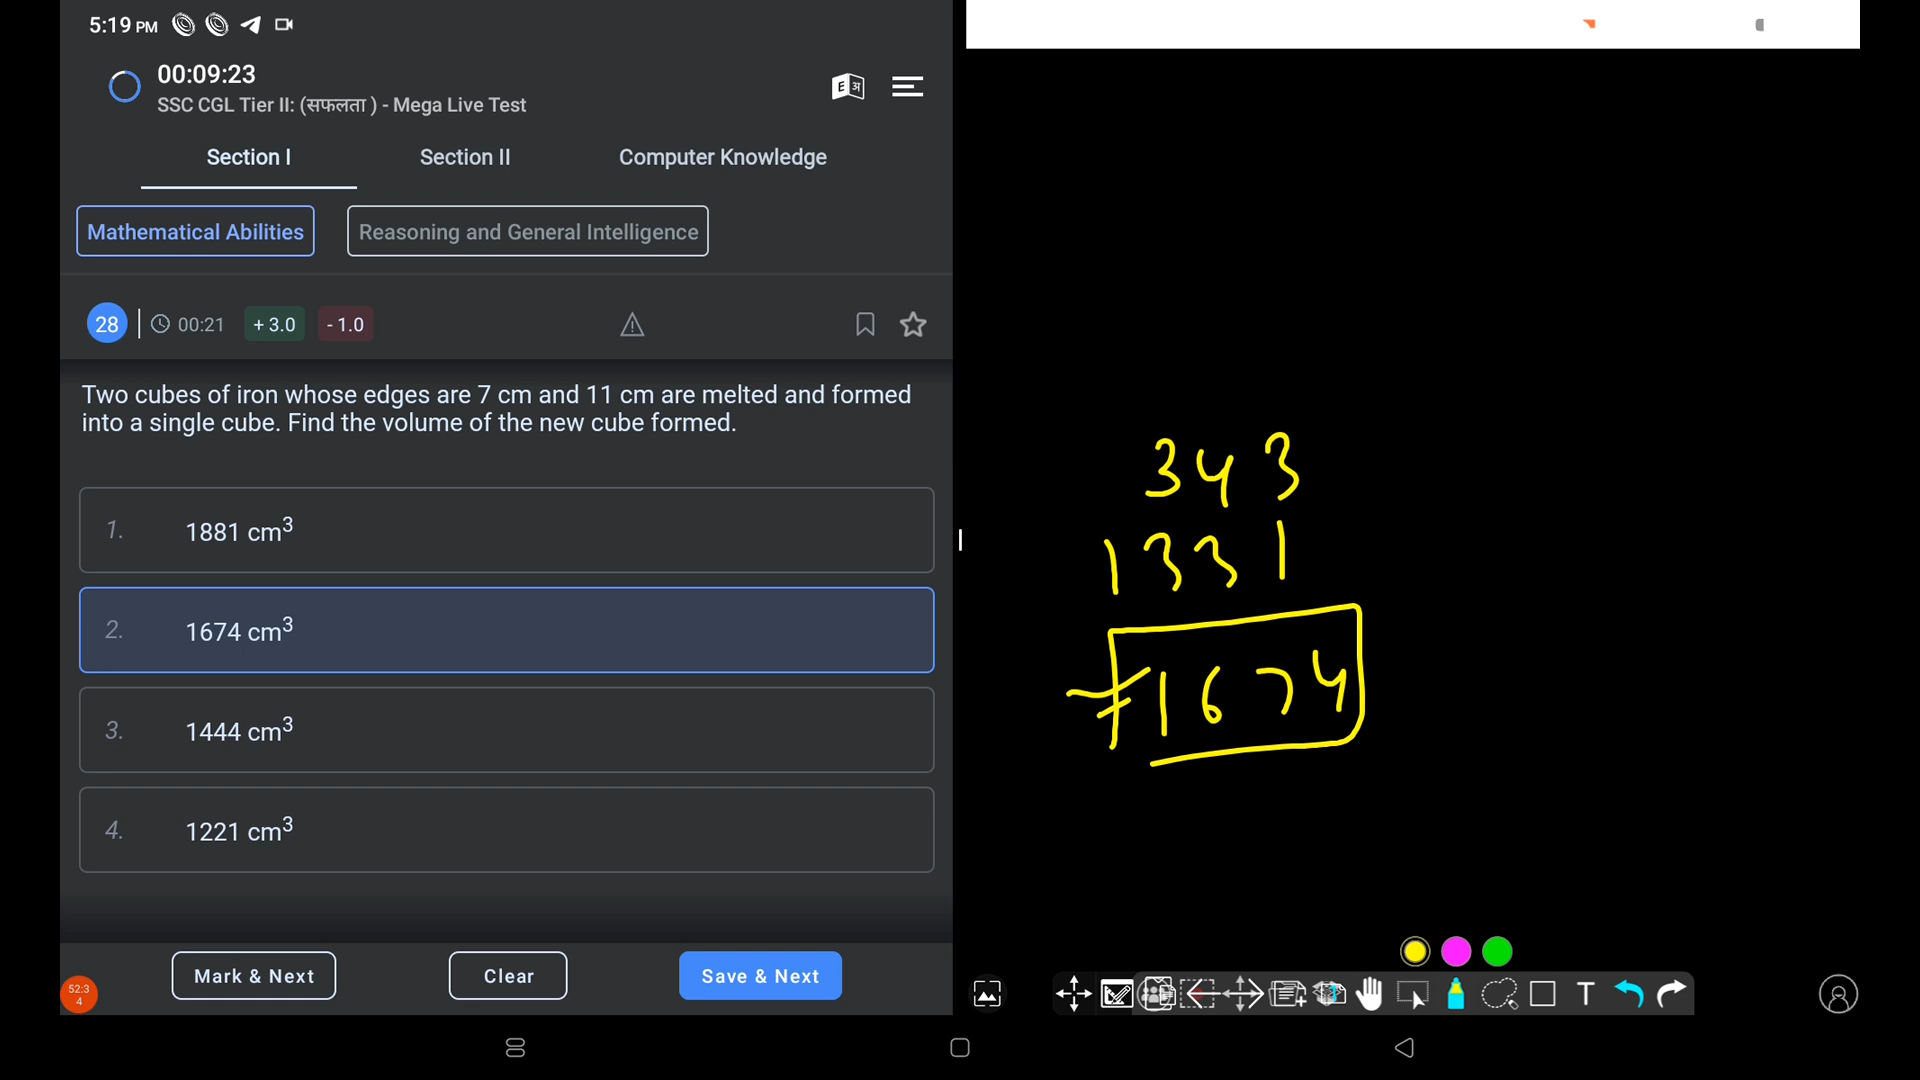 5:19 PM
00:09:23
SSC CGL Tier II: (सफलता ) - Mega Live Test
E अ
Section I
Section II
Computer Knowledge
Mathematical Abilities
Reasoning and General Intelligence
28
00:21
+ 3.0
- 1.0
Two cubes of iron whose edges are 7 cm and 11 cm are melted and formed
into a single cube. Find the volume of the new cube formed.
1. 1881 cm³
2. 1674 cm³
3. 1444 cm³
4. 1221 cm³
Mark & Next
Clear
Save & Next
52:3
4
343
1331
1674
T